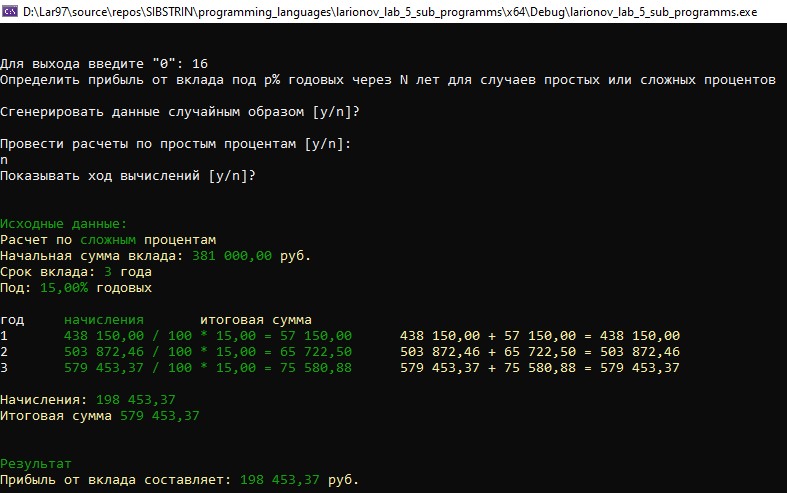 D:\Lar97\source\repos\SIBSTRIN\programming_languages\larionov_lab_5_sub_programms\x64\Debug\larionov_lab_5_sub_programms.exe
Для выхода введите "0": 16
Определить прибыль от вклада под p% годовых через N лет для случаев простых или сложных процентов
Сгенерировать данные случайным образом [y/n]?
Провести расчеты по простым процентам [y/n]:
n
Показывать ход вычислений [y/n]?
Исходные данные:
Расчет по сложным процентам
Начальная сумма вклада: 381 000,00 руб.
Срок вклада: 3 года
Под: 15,00% годовых
год начисления итоговая сумма
1 438 150,00 / 100 * 15,00 = 57 150,00 438 150,00 + 57 150,00 = 438 150,00
2 503 872,46 / 100 * 15,00 = 65 722,50 503 872,46 + 65 722,50 = 503 872,46
3 579 453,37 / 100 * 15,00 = 75 580,88 579 453,37 + 75 580,88 = 579 453,37
Начисления: 198 453,37
Итоговая сумма 579 453,37
Результат
Прибыль от вклада составляет: 198 453,37 руб.